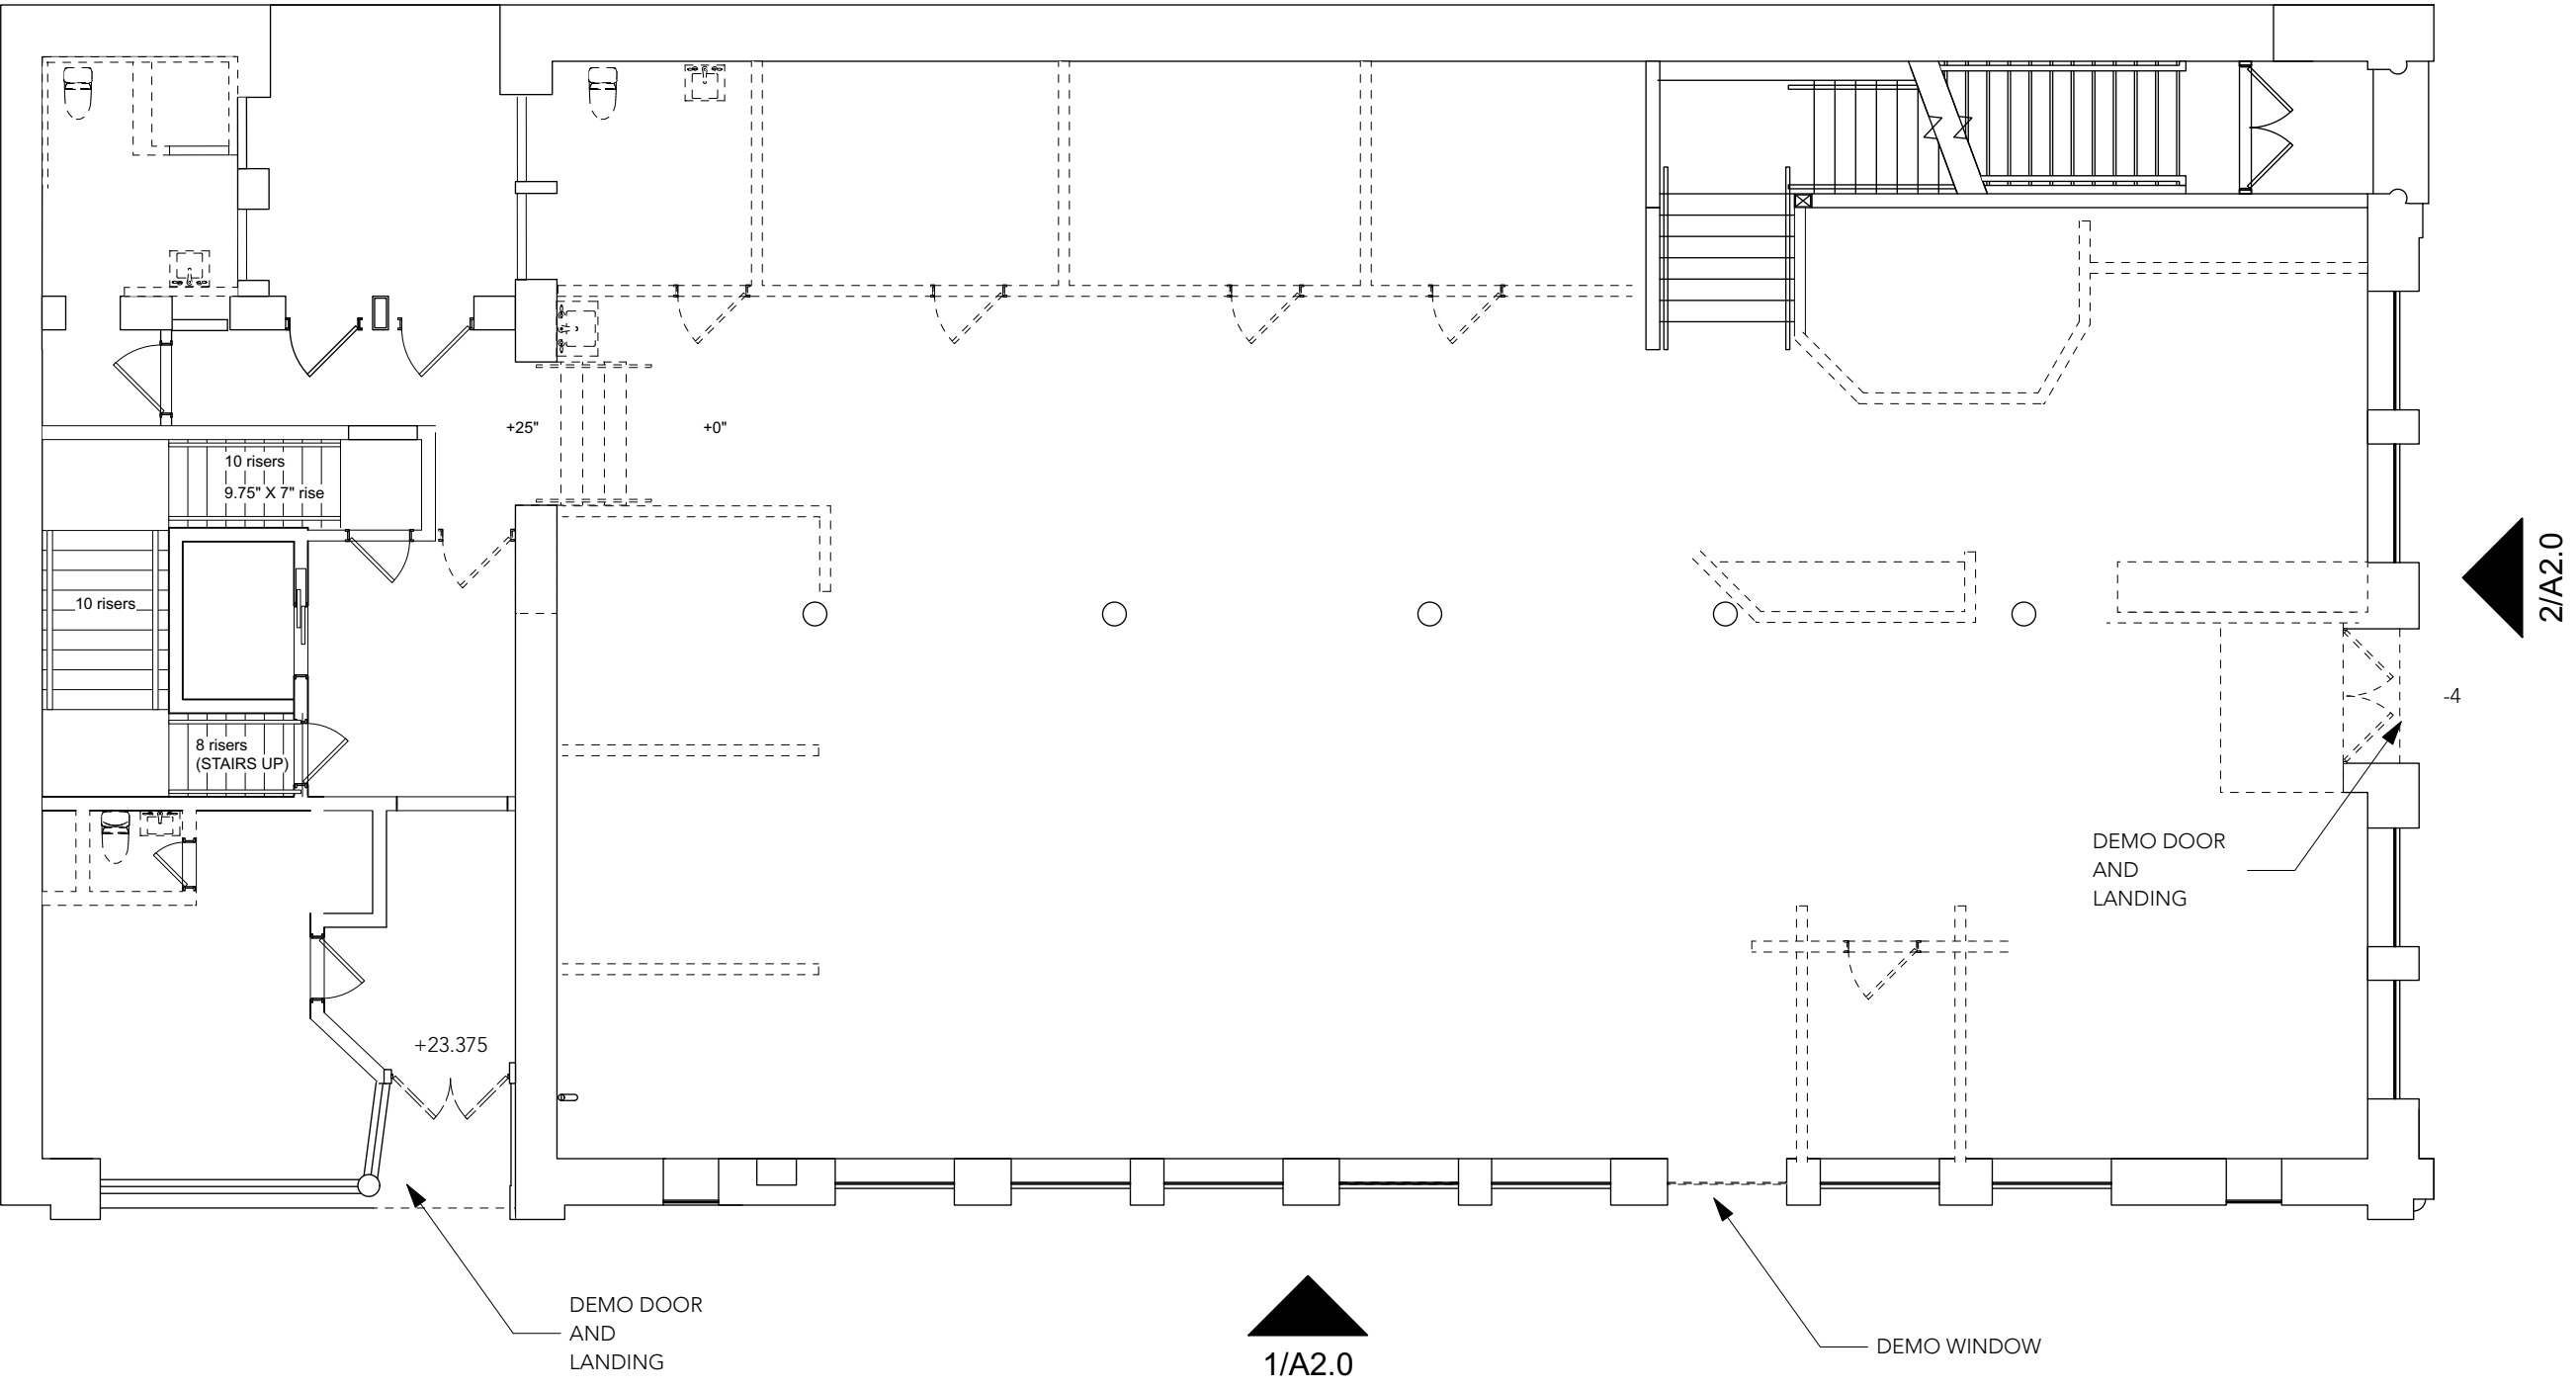 +25"
+0"
10 risers
9.75" X 7" rise
10 risers
8 risers
(STAIRS UP)
2/A2.0
-4
DEMO DOOR
AND
LANDING
+23.375
DEMO DOOR
AND
LANDING
1/A2.0
DEMO WINDOW